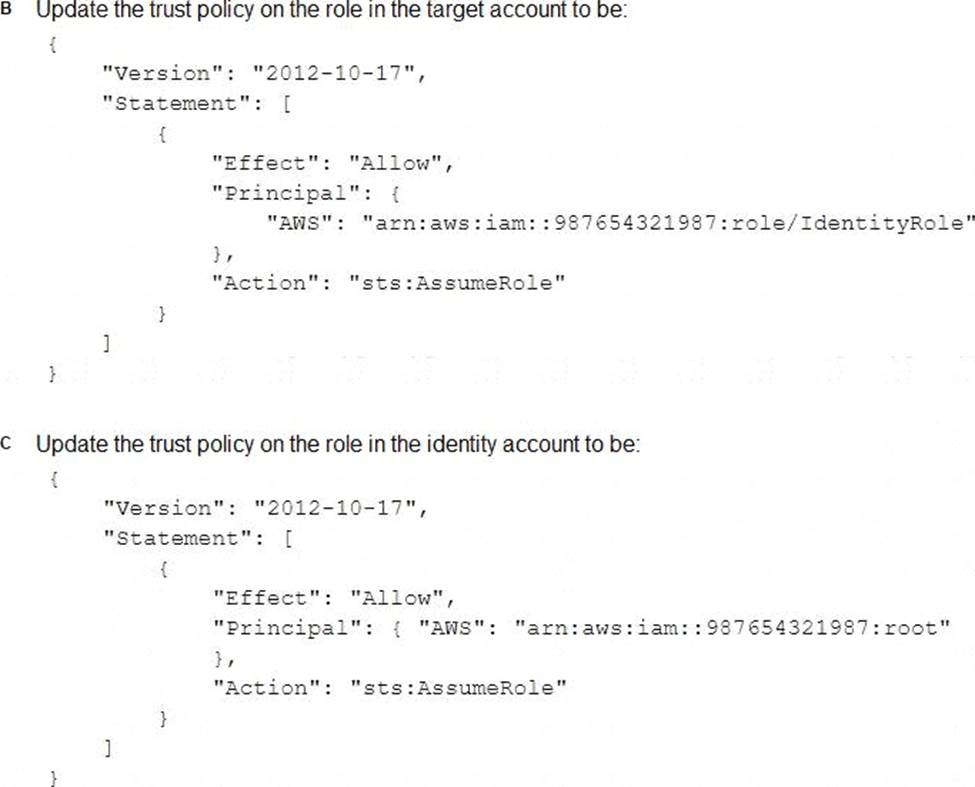 B Update the trust policy on the role in the target account to be:
{
"Version": "2012-10-17",
"Statement": [
{
"Effect": "Allow",
"Principal": {
"AWS": "arn:aws:iam::987654321987:role/IdentityRole"
},
"Action": "sts:AssumeRole"
}
]
}
C Update the trust policy on the role in the identity account to be:
{
"Version": "2012-10-17",
"Statement": [
{
"Effect": "Allow",
"Principal": { "AWS": "arn:aws:iam::987654321987:root"
},
"Action": "sts:AssumeRole"
}
]
}